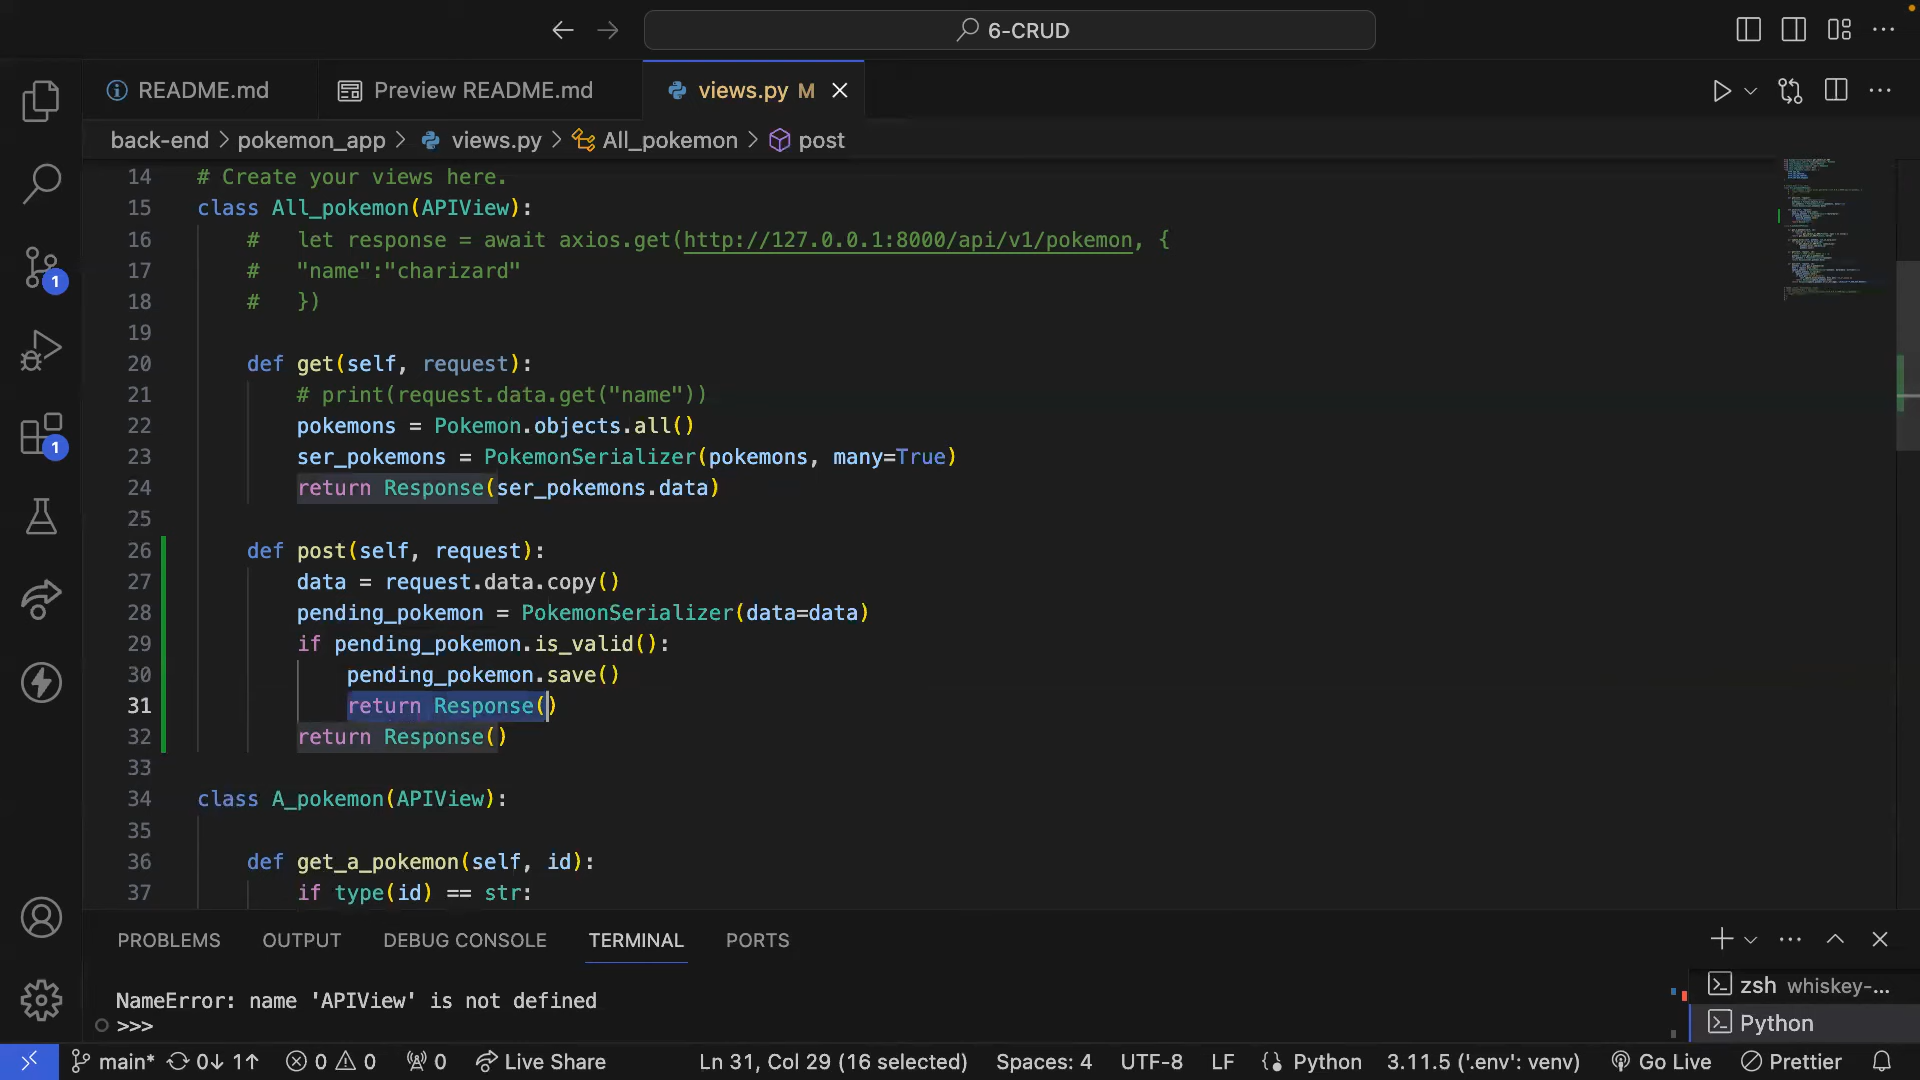 6-CRUD
README.md
Preview README.md
views.py M
back-end > pokemon_app > views.py > All_pokemon > post
14 # Create your views here.
15 class All_pokemon(APIView):
16 # let response = await axios.get(http://127.0.0.1:8000/api/v1/pokemon, {
17 # "name":"charizard"
18 # })
19
20 def get(self, request):
21 # print(request.data.get("name"))
22 pokemons = Pokemon.objects.all()
23 ser_pokemons = PokemonSerializer(pokemons, many=True)
24 return Response(ser_pokemons.data)
25
26 def post(self, request):
27 data = request.data.copy()
28 pending_pokemon = PokemonSerializer(data=data)
29 if pending_pokemon.is_valid():
30 pending_pokemon.save()
31 return Response()
32 return Response()
33
34 class A_pokemon(APIView):
35
36 def get_a_pokemon(self, id):
37 if type(id) == str:
1
1
PROBLEMS OUTPUT DEBUG CONSOLE TERMINAL PORTS
NameError: name 'APIView' is not defined
>>>
zsh whiskey-...
Python
main* 0↓ 1↑ 0 0 0 Live Share Ln 31, Col 29 (16 selected) Spaces: 4 UTF-8 LF Python 3.11.5 ('.env': venv) Go Live Prettier